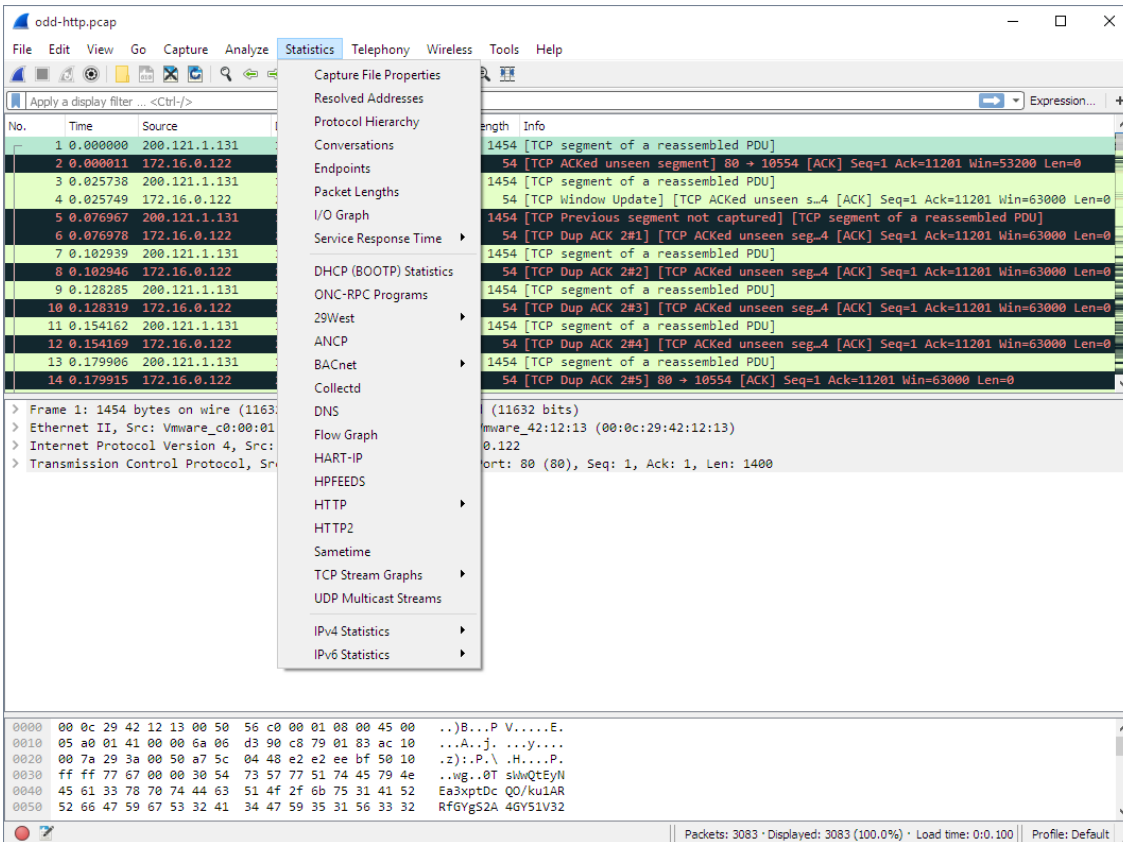 odd-http.pcap
File Edit View Go Capture Analyze Statistics Telephony Wireless Tools Help
Apply a display filter ... <Ctrl-/> Expression... +
No. Time Source Info
1 0.000000 200.121.1.131 1454 [TCP segment of a reassembled PDU]
2 0.000011 172.16.0.122 54 [TCP ACKed unseen segment] 80 → 10554 [ACK] Seq=1 Ack=11201 Win=53200 Len=0
3 0.025738 200.121.1.131 1454 [TCP segment of a reassembled PDU]
4 0.025749 172.16.0.122 54 [TCP Window Update] [TCP ACKed unseen s…4 [ACK] Seq=1 Ack=11201 Win=63000 Len=0
5 0.076967 200.121.1.131 1454 [TCP Previous segment not captured] [TCP segment of a reassembled PDU]
6 0.076978 172.16.0.122 54 [TCP Dup ACK 2#1] [TCP ACKed unseen seg…4 [ACK] Seq=1 Ack=11201 Win=63000 Len=0
7 0.102939 200.121.1.131 1454 [TCP segment of a reassembled PDU]
8 0.102946 172.16.0.122 54 [TCP Dup ACK 2#2] [TCP ACKed unseen seg…4 [ACK] Seq=1 Ack=11201 Win=63000 Len=0
9 0.128285 200.121.1.131 1454 [TCP segment of a reassembled PDU]
10 0.128319 172.16.0.122 54 [TCP Dup ACK 2#3] [TCP ACKed unseen seg…4 [ACK] Seq=1 Ack=11201 Win=63000 Len=0
11 0.154162 200.121.1.131 1454 [TCP segment of a reassembled PDU]
12 0.154169 172.16.0.122 54 [TCP Dup ACK 2#4] [TCP ACKed unseen seg…4 [ACK] Seq=1 Ack=11201 Win=63000 Len=0
13 0.179906 200.121.1.131 1454 [TCP segment of a reassembled PDU]
14 0.179915 172.16.0.122 54 [TCP Dup ACK 2#5] 80 → 10554 [ACK] Seq=1 Ack=11201 Win=63000 Len=0
Capture File Properties
Resolved Addresses
Protocol Hierarchy
Conversations
Endpoints
Packet Lengths
I/O Graph
Service Response Time
DHCP (BOOTP) Statistics
ONC-RPC Programs
29West
ANCP
BACnet
Collectd
DNS
Flow Graph
HART-IP
HPFEEDS
HTTP
HTTP2
Sametime
TCP Stream Graphs
UDP Multicast Streams
IPv4 Statistics
IPv6 Statistics
> Frame 1: 1454 bytes on wire (1163 (11632 bits)
> Ethernet II, Src: Vmware_c0:00:01 mware_42:12:13 (00:0c:29:42:12:13)
> Internet Protocol Version 4, Src: 0.122
> Transmission Control Protocol, Sr ort: 80 (80), Seq: 1, Ack: 1, Len: 1400
0000 00 0c 29 42 12 13 00 50 56 c0 00 01 08 00 45 00 ..)B...P V.....E.
0010 05 a0 01 41 00 00 6a 06 d3 90 c8 79 01 83 ac 10 ...A..j. ...y....
0020 00 7a 29 3a 00 50 a7 5c 04 48 e2 e2 ee bf 50 10 .z):.P.\ .H....P.
0030 ff ff 77 67 00 00 30 54 73 57 77 51 74 45 79 4e ..wg..0T sWwQtEyN
0040 45 61 33 78 70 74 44 63 51 4f 2f 6b 75 31 41 52 Ea3xptDc QO/ku1AR
0050 52 66 47 59 67 53 32 41 34 47 59 35 31 56 33 32 RfGYgS2A 4GY51V32
Packets: 3083 · Displayed: 3083 (100.0%) · Load time: 0:0.100 Profile: Default